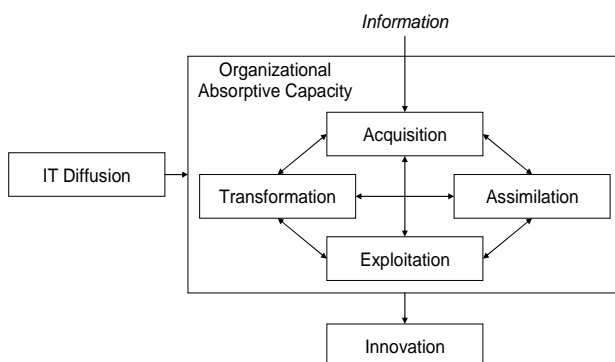 Information
Organizational
Absorptive Capacity
Acquisition
IT Diffusion
Transformation
Assimilation
Exploitation
Innovation